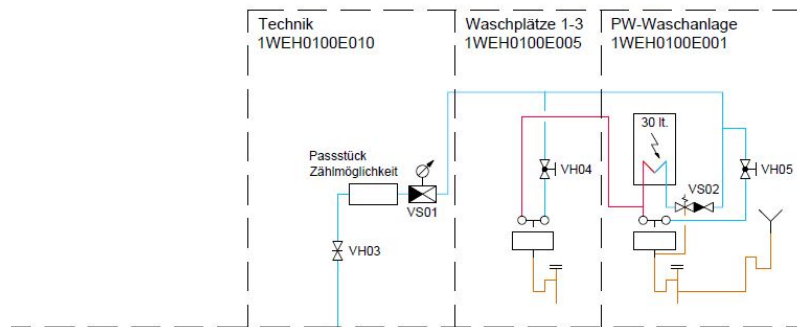 Technik
1WEH0100E010
Waschplätze 1-3
1WEH0100E005
PW-Waschanlage
1WEH0100E001
30 lt.
Passstück
Zählmöglichkeit
VH04
VS02
VH05
VS01
VH03